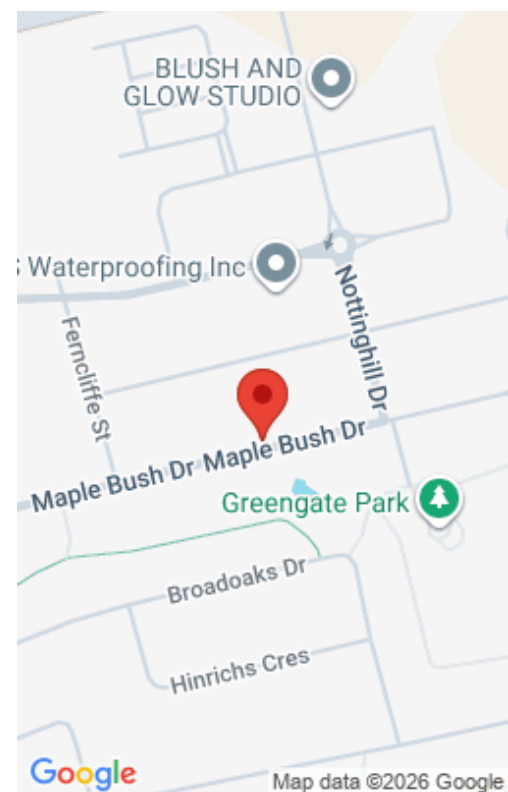 BLUSH AND
GLOW STUDIO
S Waterproofing Inc
Nottinghill Dr
Ferncliffe St
Maple Bush Dr
Maple Bush Dr
Greengate Park
Broadoaks Dr
Hinrichs Cres
Google
Map data ©2026 Google